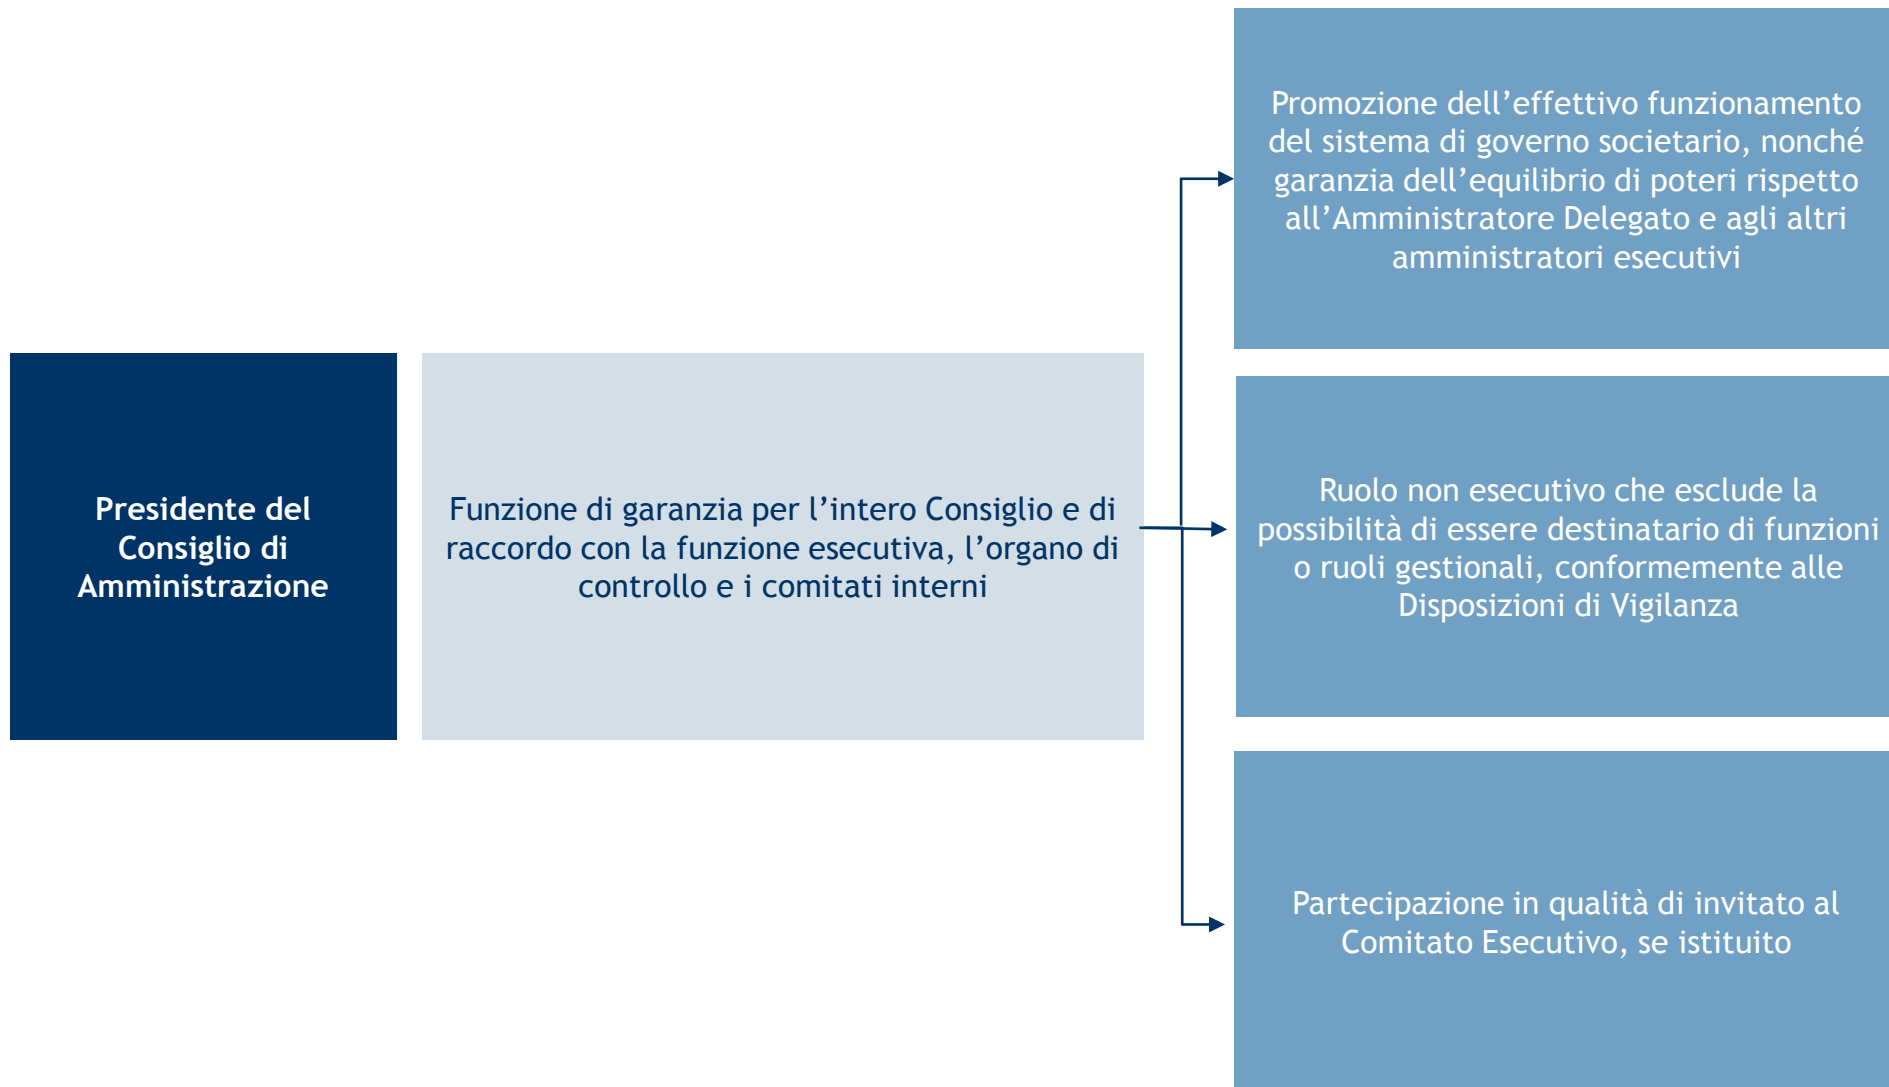 Presidente del
Consiglio di
Amministrazione
Funzione di garanzia per l’intero Consiglio e di
raccordo con la funzione esecutiva, l’organo di
controllo e i comitati interni
Promozione dell’effettivo funzionamento
del sistema di governo societario, nonché
garanzia dell’equilibrio di poteri rispetto
all’Amministratore Delegato e agli altri
amministratori esecutivi
Ruolo non esecutivo che esclude la
possibilità di essere destinatario di funzioni
o ruoli gestionali, conformemente alle
Disposizioni di Vigilanza
Partecipazione in qualità di invitato al
Comitato Esecutivo, se istituito